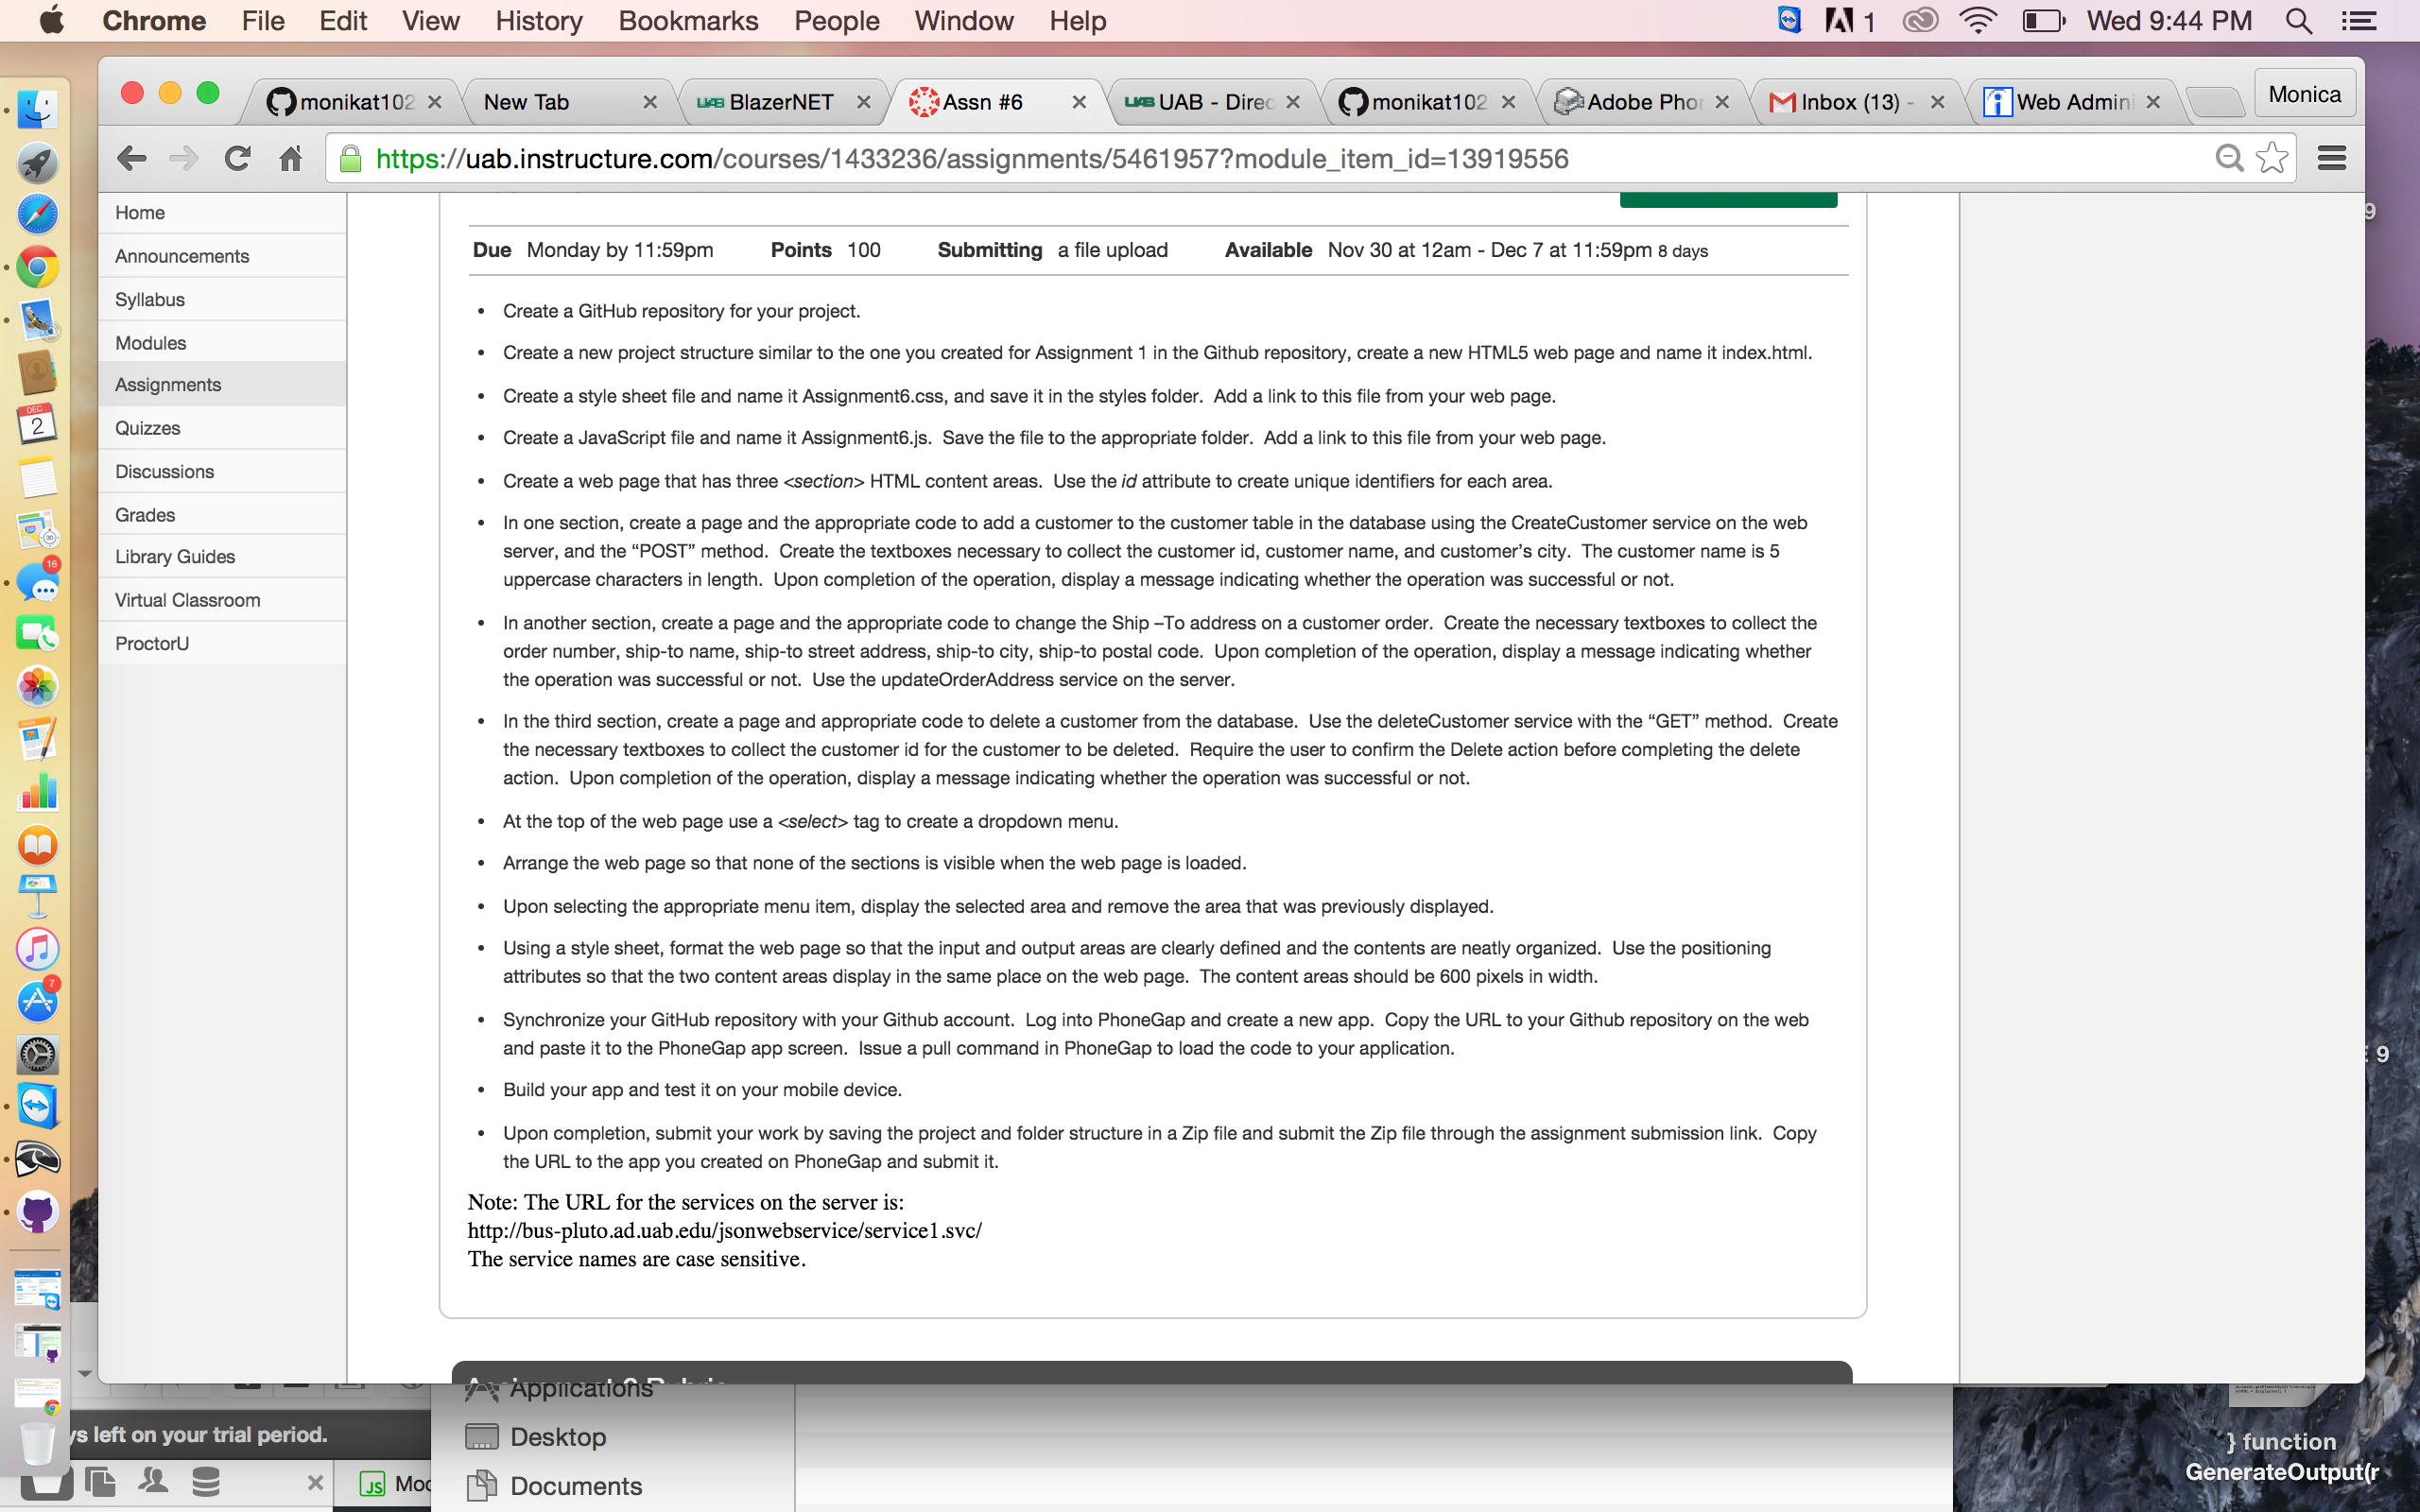 Chrome File Edit View History Bookmarks People Window Help 1 Wed 9:44 PM
monikat102 New Tab UAB BlazerNET Assn #6 UAB UAB - Direc monikat102 Adobe Phon Inbox (13) - Web Admini Monica
https://uab.instructure.com/courses/1433236/assignments/5461957?module_item_id=13919556
Home
Announcements
Syllabus
Modules
Assignments
Quizzes
Discussions
Grades
Library Guides
Virtual Classroom
ProctorU
Due Monday by 11:59pm Points 100 Submitting a file upload Available Nov 30 at 12am - Dec 7 at 11:59pm 8 days
• Create a GitHub repository for your project.
• Create a new project structure similar to the one you created for Assignment 1 in the Github repository, create a new HTML5 web page and name it index.html.
• Create a style sheet file and name it Assignment6.css, and save it in the styles folder. Add a link to this file from your web page.
• Create a JavaScript file and name it Assignment6.js. Save the file to the appropriate folder. Add a link to this file from your web page.
• Create a web page that has three <section> HTML content areas. Use the id attribute to create unique identifiers for each area.
• In one section, create a page and the appropriate code to add a customer to the customer table in the database using the CreateCustomer service on the web
server, and the “POST” method. Create the textboxes necessary to collect the customer id, customer name, and customer’s city. The customer name is 5
uppercase characters in length. Upon completion of the operation, display a message indicating whether the operation was successful or not.
• In another section, create a page and the appropriate code to change the Ship –To address on a customer order. Create the necessary textboxes to collect the
order number, ship-to name, ship-to street address, ship-to city, ship-to postal code. Upon completion of the operation, display a message indicating whether
the operation was successful or not. Use the updateOrderAddress service on the server.
• In the third section, create a page and appropriate code to delete a customer from the database. Use the deleteCustomer service with the “GET” method. Create
the necessary textboxes to collect the customer id for the customer to be deleted. Require the user to confirm the Delete action before completing the delete
action. Upon completion of the operation, display a message indicating whether the operation was successful or not.
• At the top of the web page use a <select> tag to create a dropdown menu.
• Arrange the web page so that none of the sections is visible when the web page is loaded.
• Upon selecting the appropriate menu item, display the selected area and remove the area that was previously displayed.
• Using a style sheet, format the web page so that the input and output areas are clearly defined and the contents are neatly organized. Use the positioning
attributes so that the two content areas display in the same place on the web page. The content areas should be 600 pixels in width.
• Synchronize your GitHub repository with your Github account. Log into PhoneGap and create a new app. Copy the URL to your Github repository on the web
and paste it to the PhoneGap app screen. Issue a pull command in PhoneGap to load the code to your application.
• Build your app and test it on your mobile device.
• Upon completion, submit your work by saving the project and folder structure in a Zip file and submit the Zip file through the assignment submission link. Copy
the URL to the app you created on PhoneGap and submit it.
Note: The URL for the services on the server is:
http://bus-pluto.ad.uab.edu/jsonwebservice/service1.svc/
The service names are case sensitive.
DEC
2
16
7
9
E 9
Applications
Desktop
Documents
ys left on your trial period.
JS Mod
} function
GenerateOutput(r